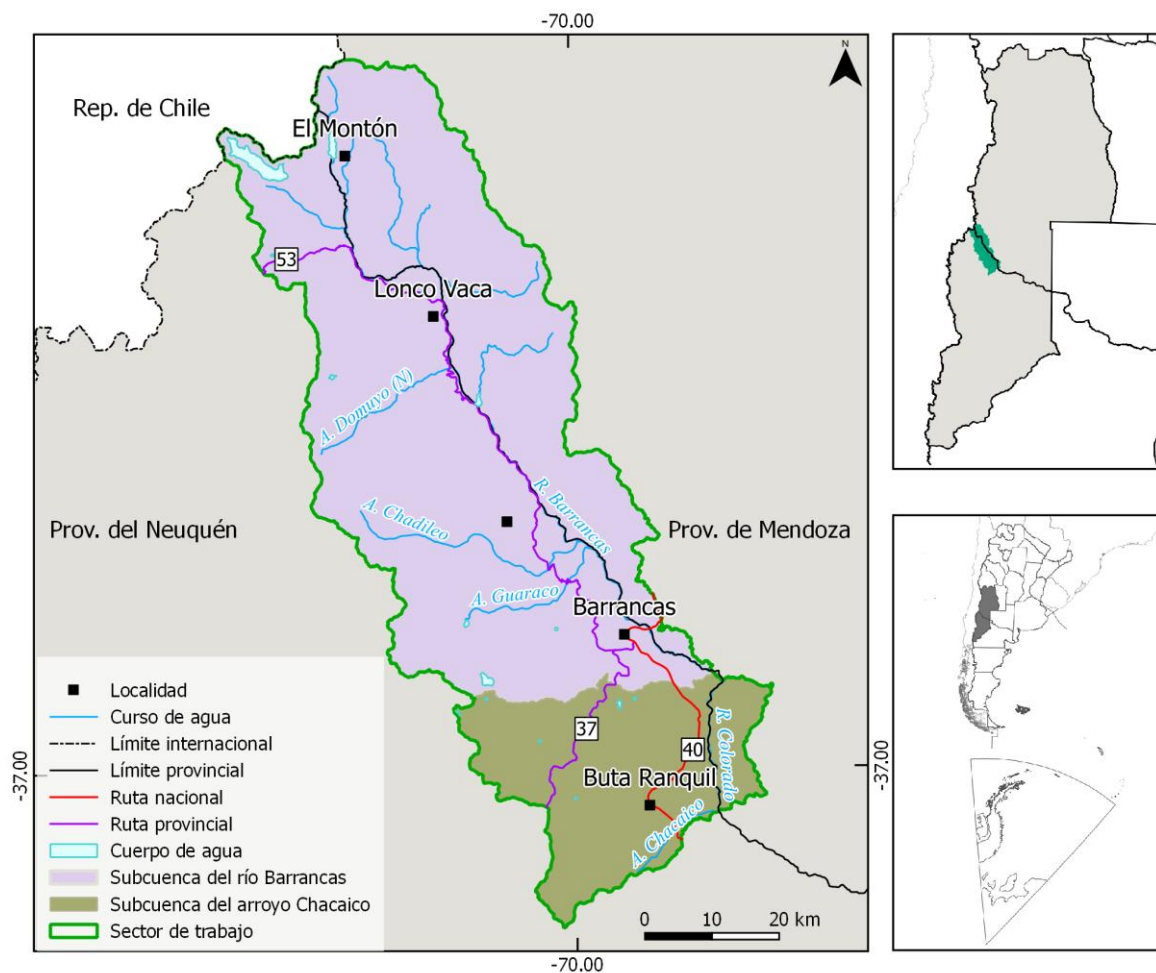 -70.00
N
Rep. de Chile
El Montón
53
Lonco Vaca
A. Domuyo (N)
R. Barrancas
A. Chadileo
Prov. del Neuquén
Prov. de Mendoza
A. Guaraco
Barrancas
37
40
R. Colorado
Buta Ranquil
A. Chacaico
-37.00
-37.00
Localidad
Curso de agua
Límite internacional
Límite provincial
Ruta nacional
Ruta provincial
Cuerpo de agua
Subcuenca del río Barrancas
Subcuenca del arroyo Chacaico
Sector de trabajo
0 10 20 km
-70.00